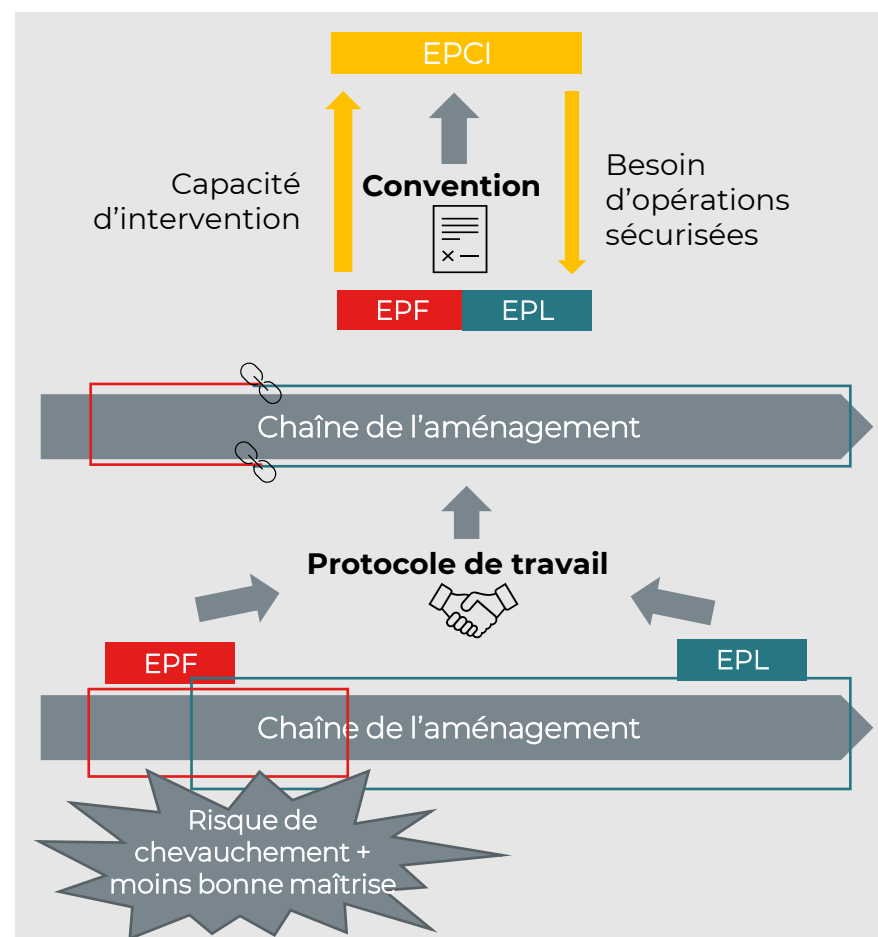 EPCI
Capacité
d'intervention
Convention
Besoin
d'opérations
sécurisées
EPF
EPL
Chaîne de l'aménagement
Protocole de travail
EPF
EPL
Chaîne de l'aménagement
Risque de
chevauchement +
moins bonne maîtrise